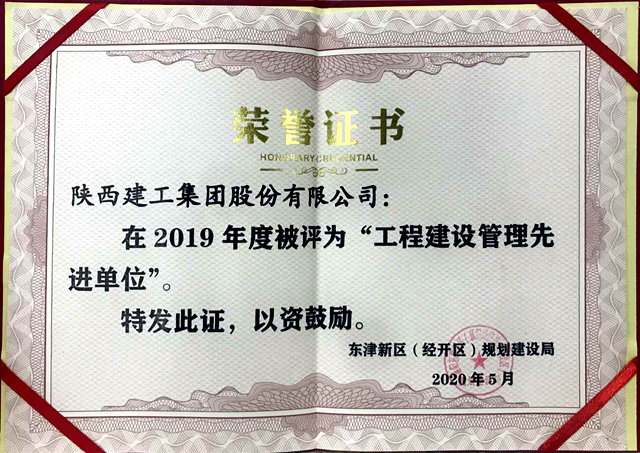 荣誉证书
HONORARY CREDENTIAL
陕西建工集团股份有限公司：
在2019年度被评为“工程建设管理先
进单位”。
特发此证，以资鼓励。
东津新区（经开区）规划建设局
2020年5月